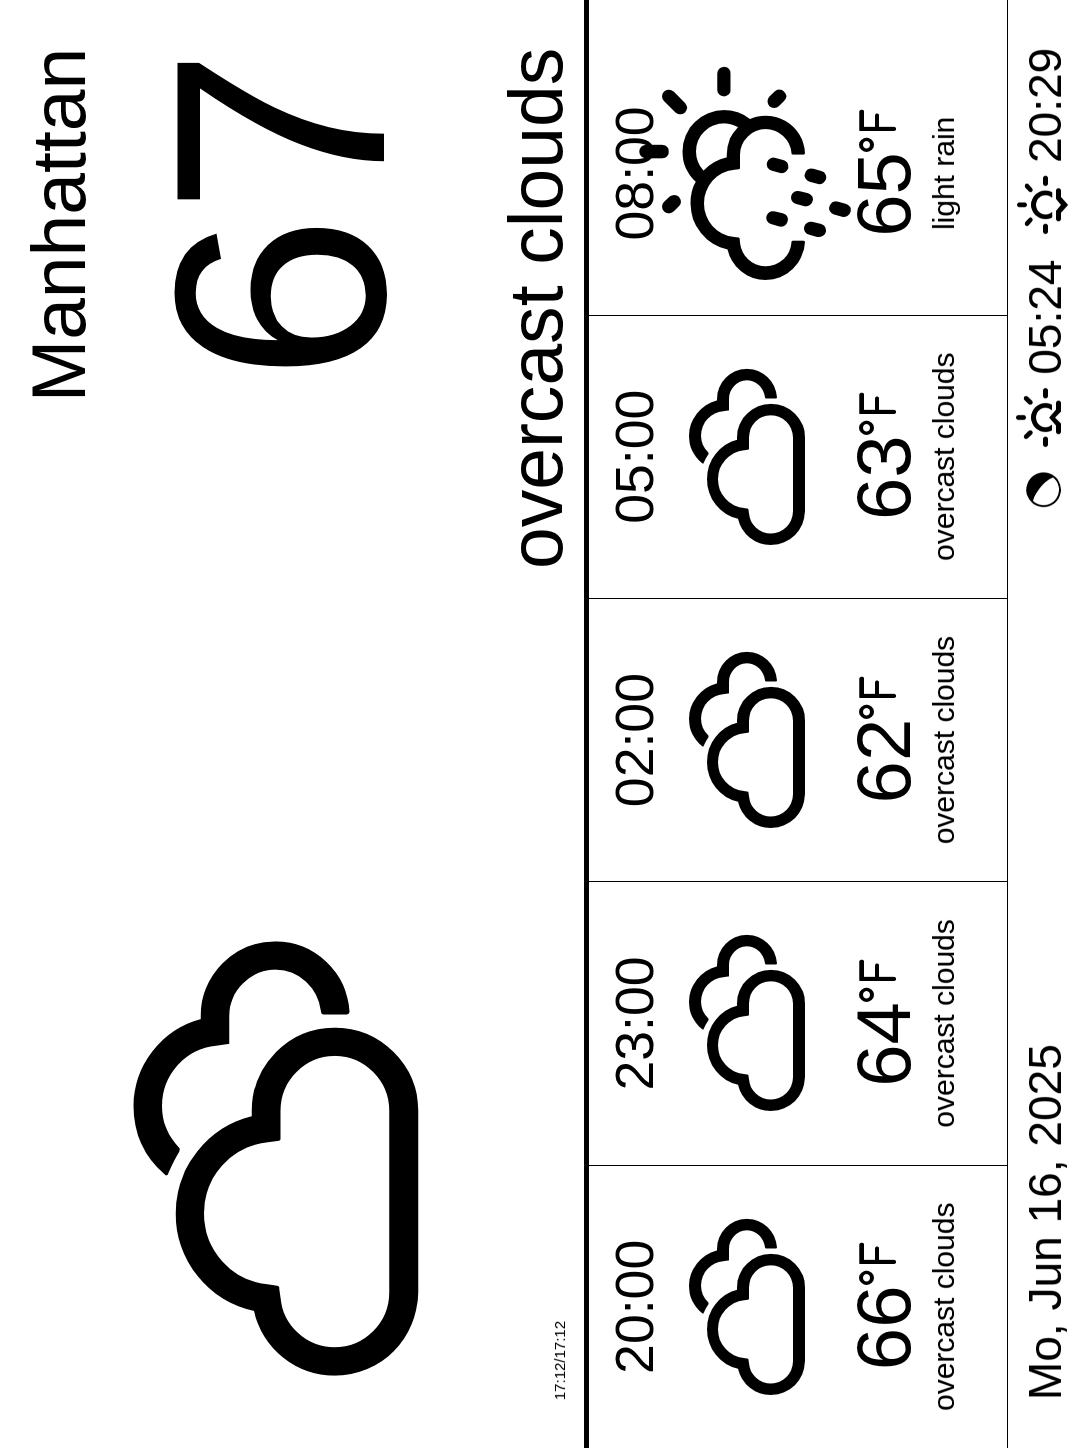 Manhattan
67
overcast clouds
17:12/17:12
20:00
66°F
overcast clouds
23:00
64°F
overcast clouds
02:00
62°F
overcast clouds
05:00
63°F
overcast clouds
08:00
65°F
light rain
Mo, Jun 16, 2025
05:24
20:29